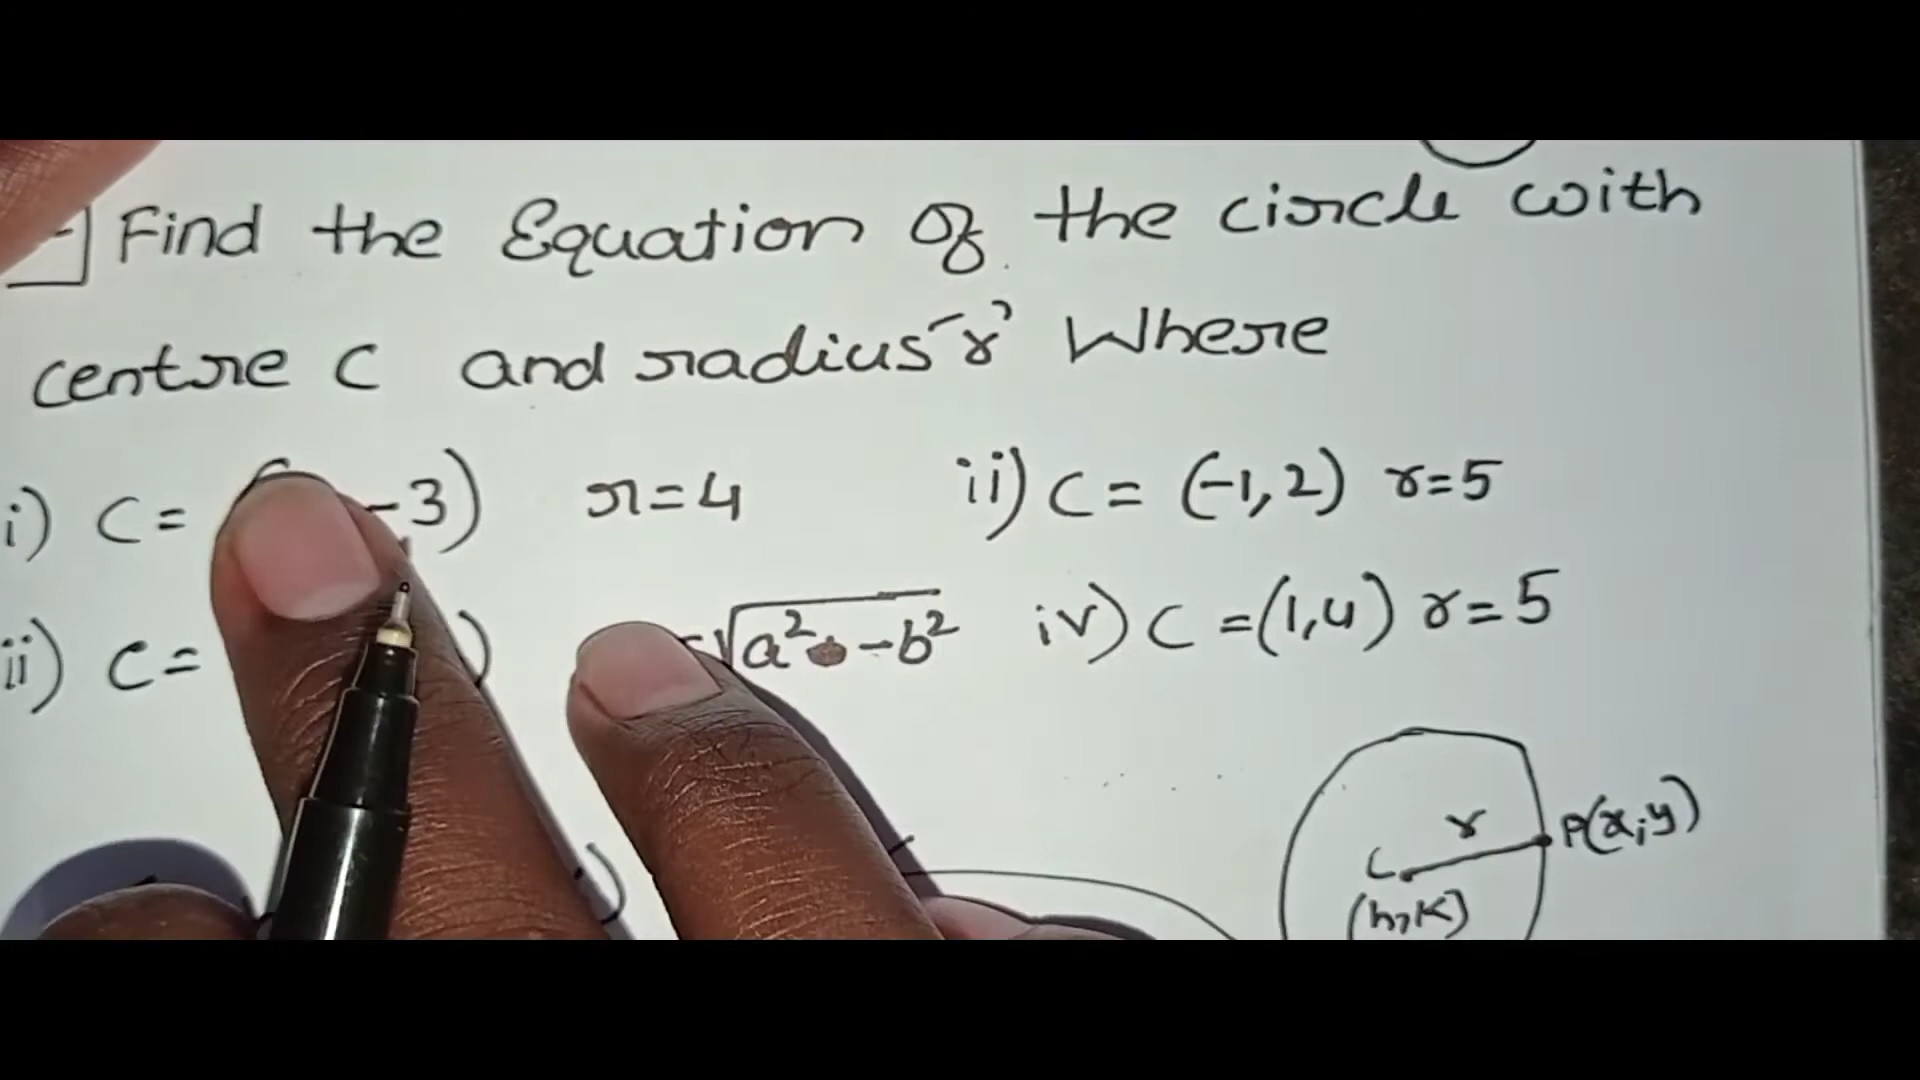 Find the Equation of the circle with
centre C and radius 'r' Where
i) C = -3) r=4 ii) C = (-1,2) r=5
ii) C = ) √a² -b² iv) C =(1,4) r=5
r P(x,y)
C
(h,k)